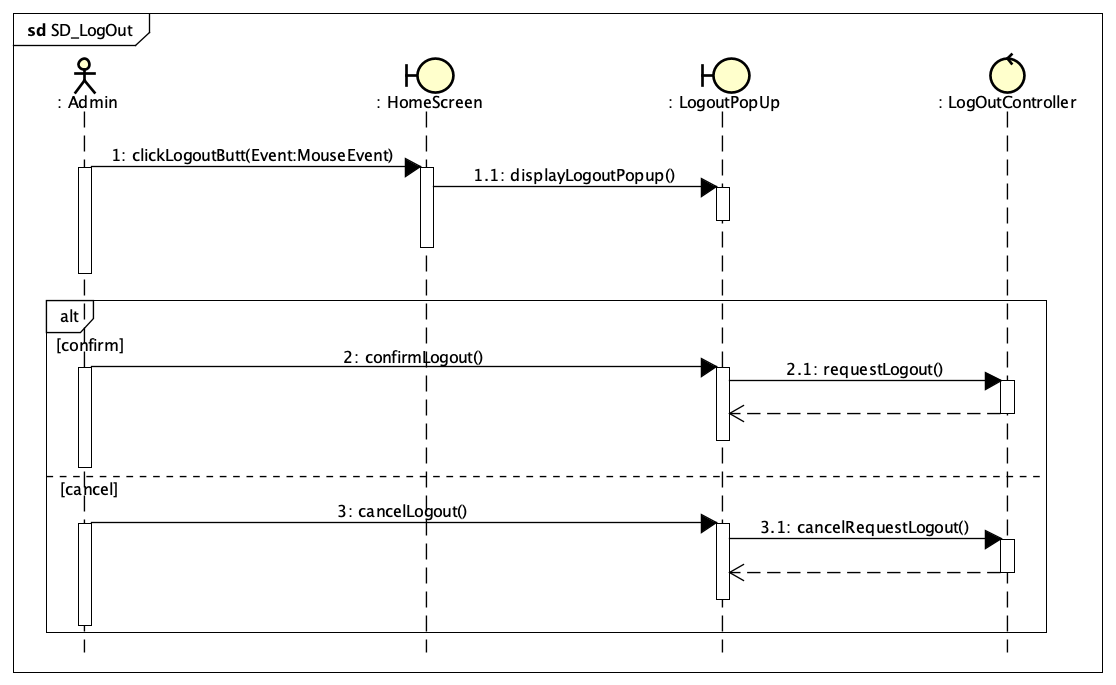 sd SD_LogOut
: Admin
: HomeScreen
: LogoutPopUp
: LogOutController
1: clickLogoutButt(Event:MouseEvent)
1.1: displayLogoutPopup()
alt
[confirm]
2: confirmLogout()
2.1: requestLogout()
[cancel]
3: cancelLogout()
3.1: cancelRequestLogout()